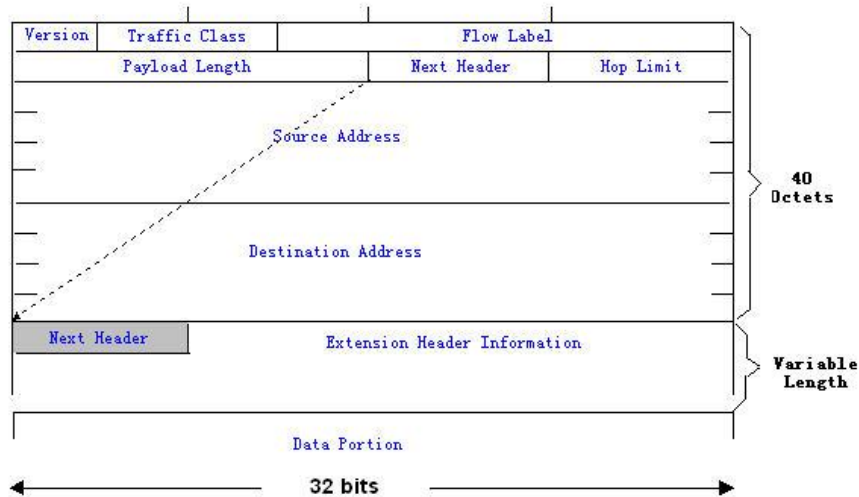 Version Traffic Class Flow Label
Payload Length Next Header Hop Limit
Source Address
40
Octets
Destination Address
Next Header Extension Header Information
Variable
Length
Data Portion
32 bits